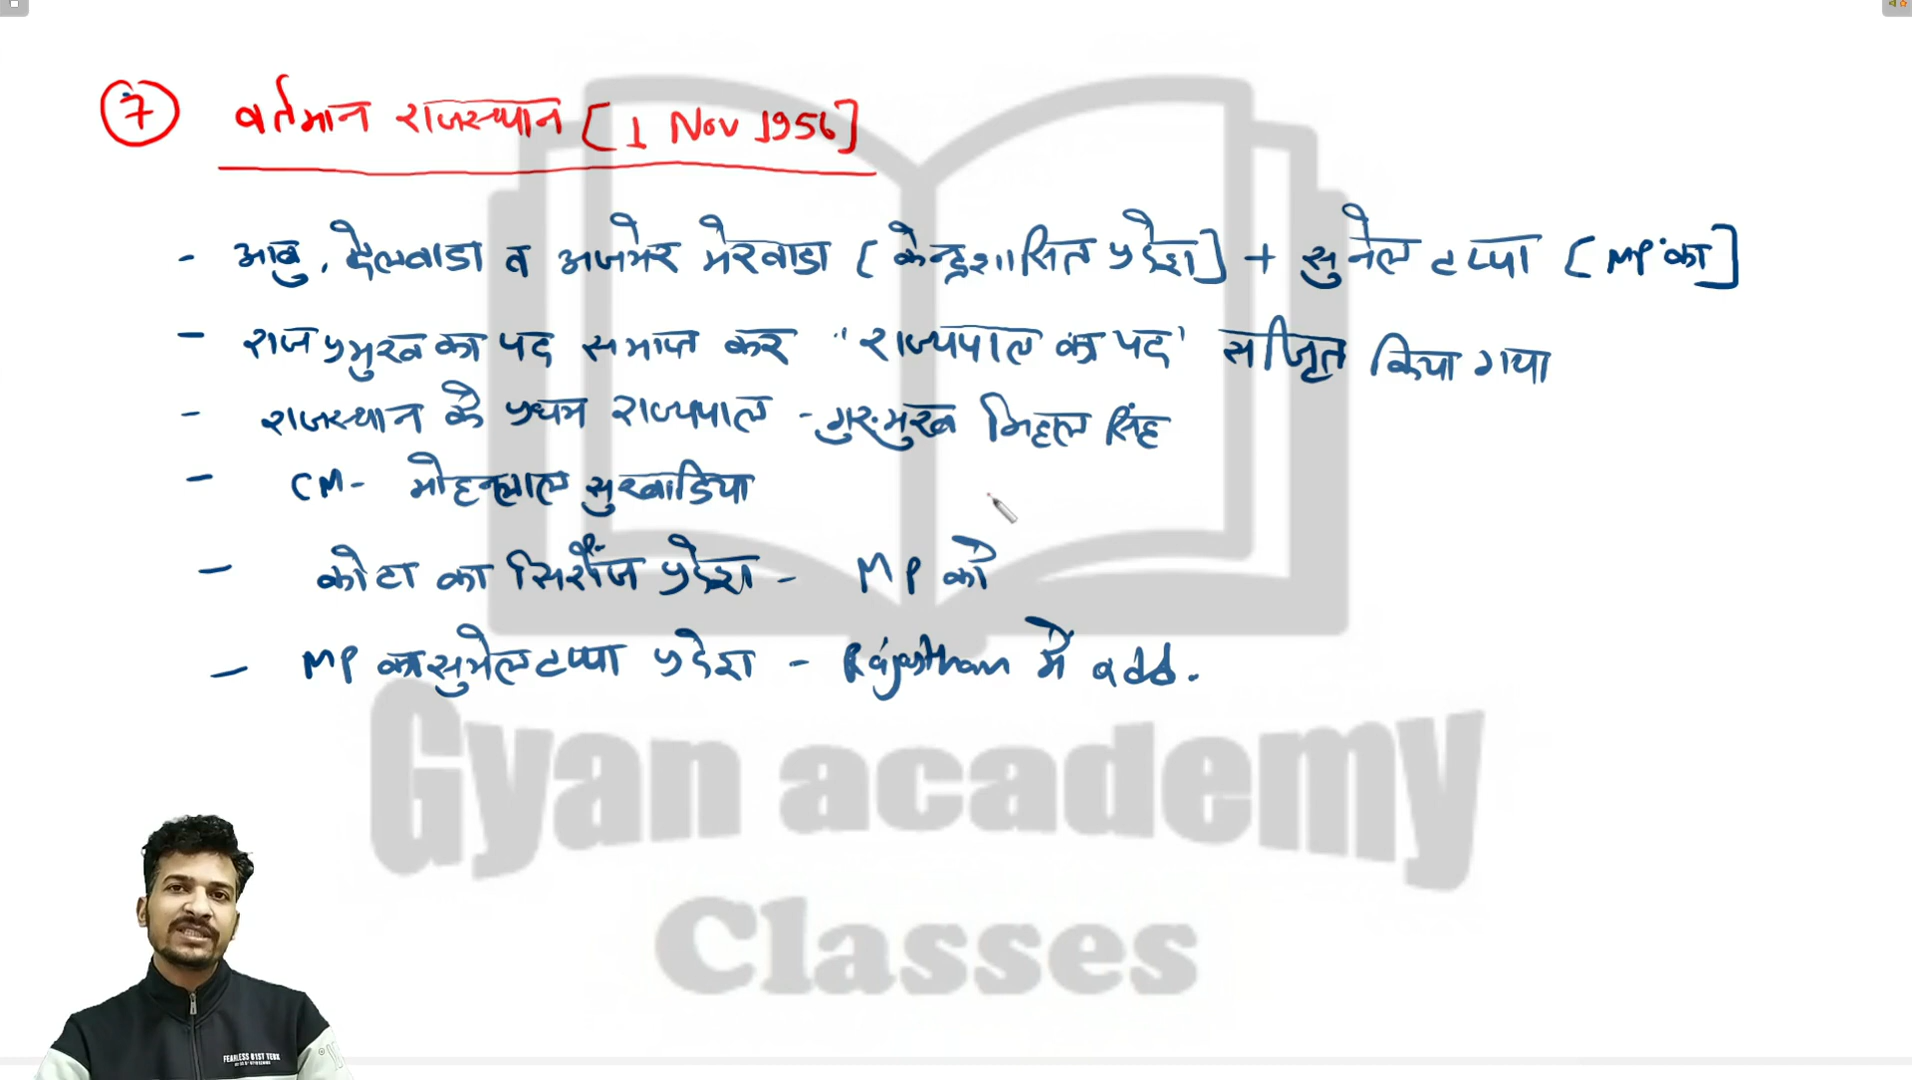 7 वर्तमान राजस्थान [1 Nov 1956]
- आबु, देलवाडा व अजमेर मेरवाडा [केन्द्रशासित प्रदेश] + सुनेल टप्पा [MP का]
- राजप्रमुख का पद समाप्त कर "राज्यपाल का पद" सर्जित किया गया
- राजस्थान के प्रथम राज्यपाल - गुरुमुख निहाल सिंह
- CM- मोहनलाल सुखाडिया
- कोटा का सिरोंज प्रदेश - MP को
- MP का सुमेल टप्पा प्रदेश - Rajasthan में add.
Gyan academy
Classes